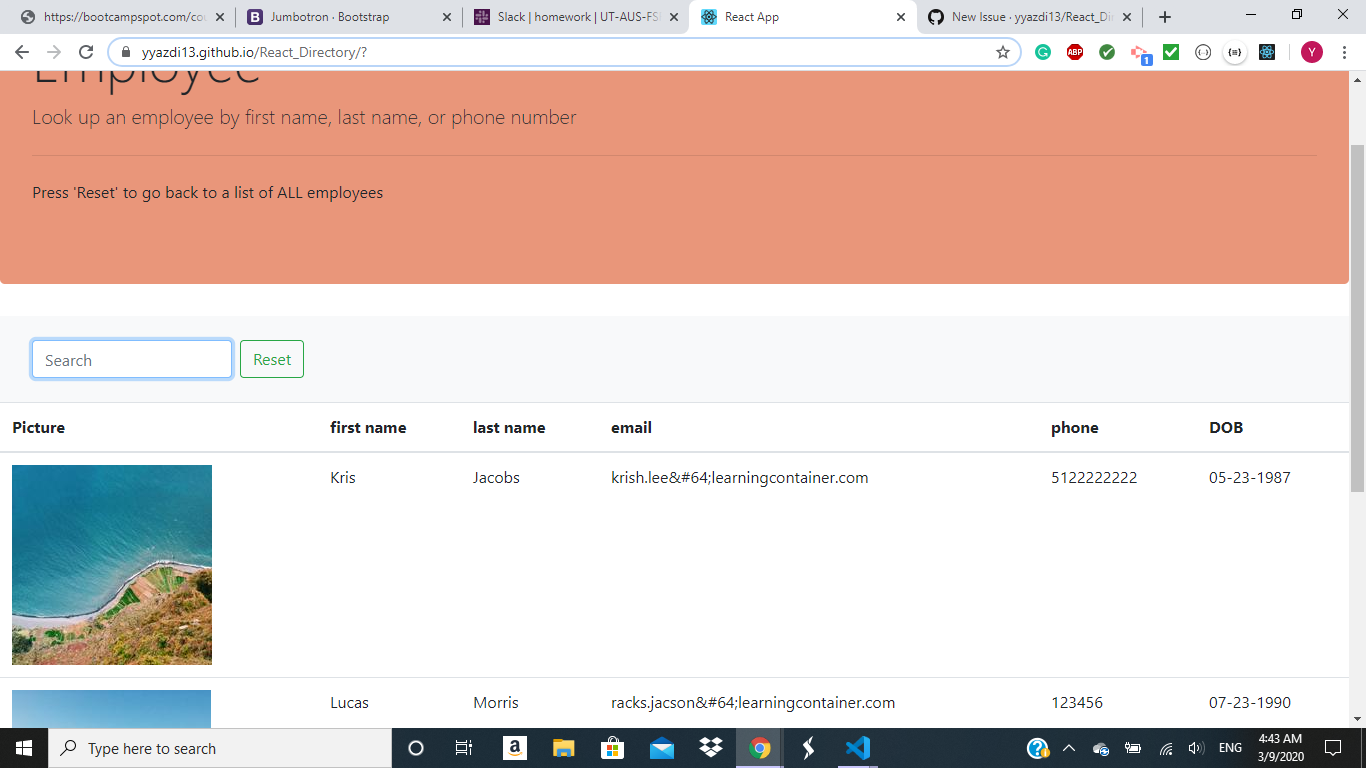 https://bootcampspot.com/cou
Jumbotron · Bootstrap
Slack | homework | UT-AUS-FS
React App
New Issue · yyazdi13/React_Dir
yyazdi13.github.io/React_Directory/?
ABP
1
Y
Employee
Look up an employee by first name, last name, or phone number
Press 'Reset' to go back to a list of ALL employees
Search
Reset
Picture first name last name email phone DOB
Kris Jacobs krish.lee&#64;learningcontainer.com 5122222222 05-23-1987
Lucas Morris racks.jacson&#64;learningcontainer.com 123456 07-23-1990
Type here to search
ENG
4:43 AM
3/9/2020